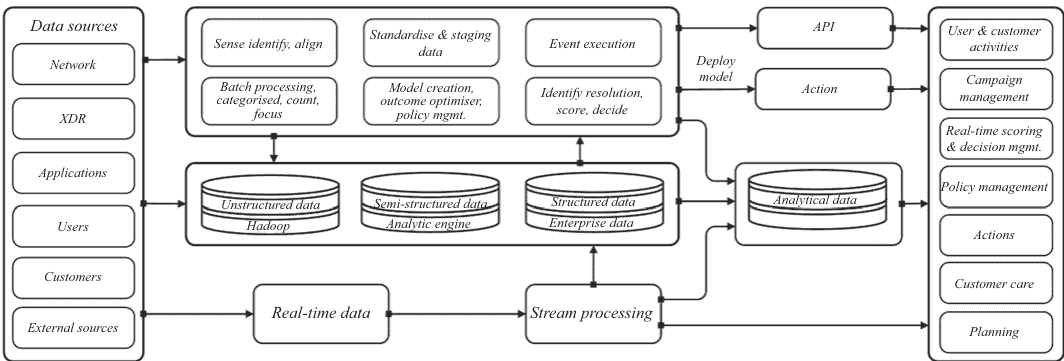 Data sources
Network
XDR
Applications
Users
Customers
External sources
Sense identify, align
Standardise & staging
data
Event execution
Batch processing,
categorised, count,
focus
Model creation,
outcome optimiser,
policy mgmt.
Identify resolution,
score, decide
Deploy
model
API
Action
Unstructured data
Hadoop
Semi-structured data
Analytic engine
Structured data
Enterprise data
Analytical data
Real-time data
Stream processing
User & customer
activities
Campaign
management
Real-time scoring
& decision mgmt.
Policy management
Actions
Customer care
Planning